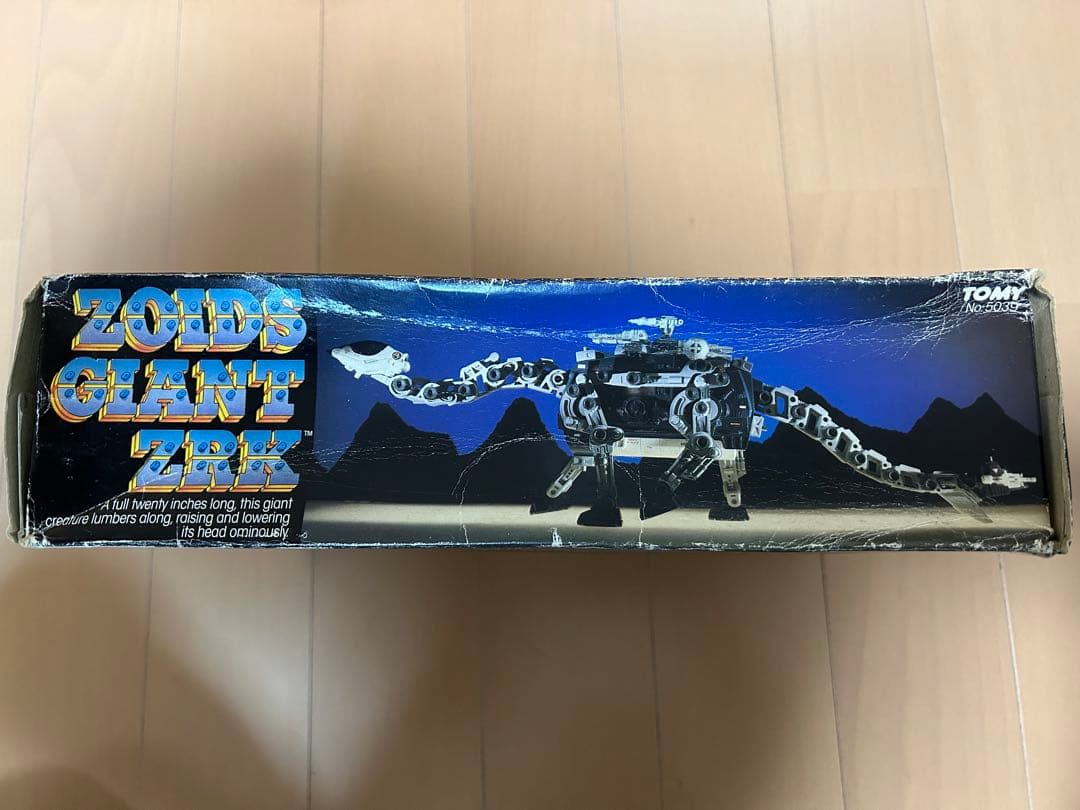 ZOIDS
GIANT
ZRK™
A full twenty inches long, this giant
creature lumbers along, raising and lowering
its head ominously.
TOMY
No. 5039